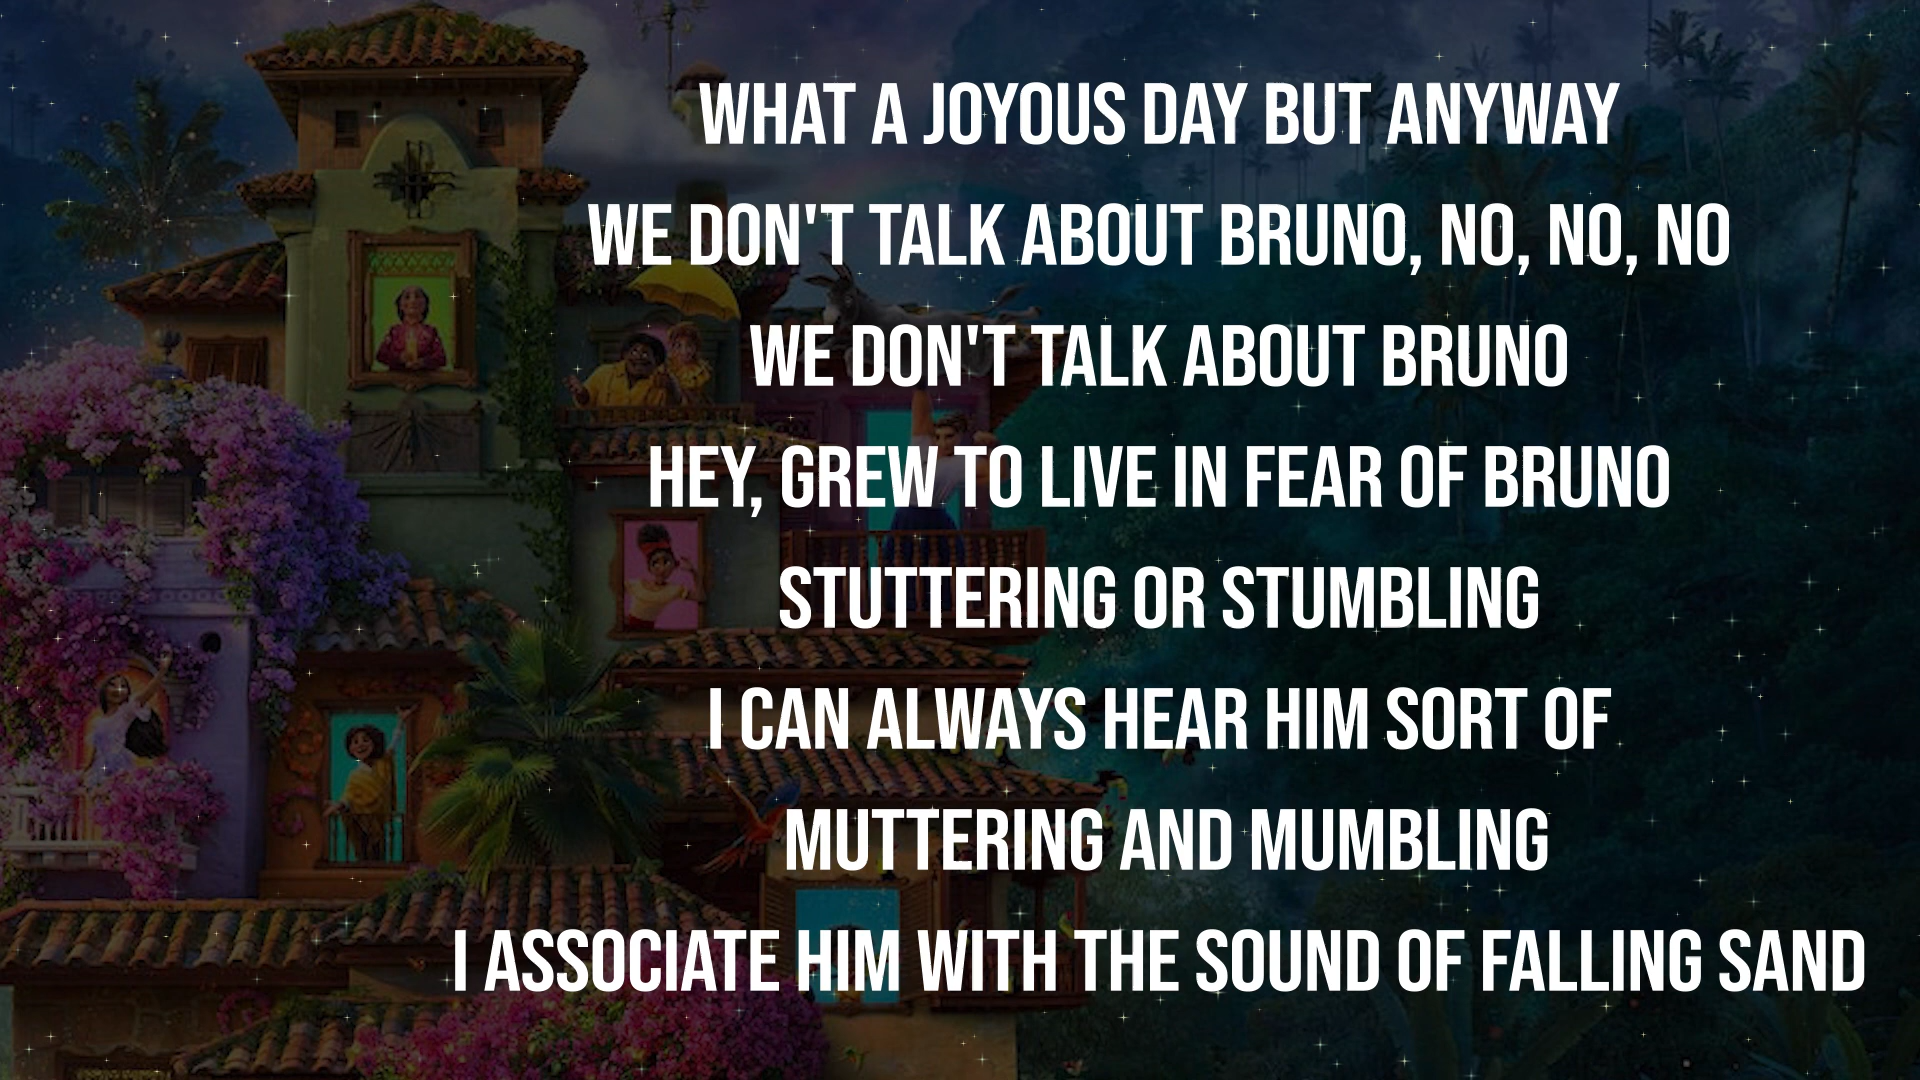 WHAT A JOYOUS DAY BUT ANYWAY
WE DON'T TALK ABOUT BRUNO, NO, NO, NO
WE DON'T TALK ABOUT BRUNO
HEY, GREW TO LIVE IN FEAR OF BRUNO
STUTTERING OR STUMBLING
I CAN ALWAYS HEAR HIM SORT OF
MUTTERING AND MUMBLING
I ASSOCIATE HIM WITH THE SOUND OF FALLING SAND